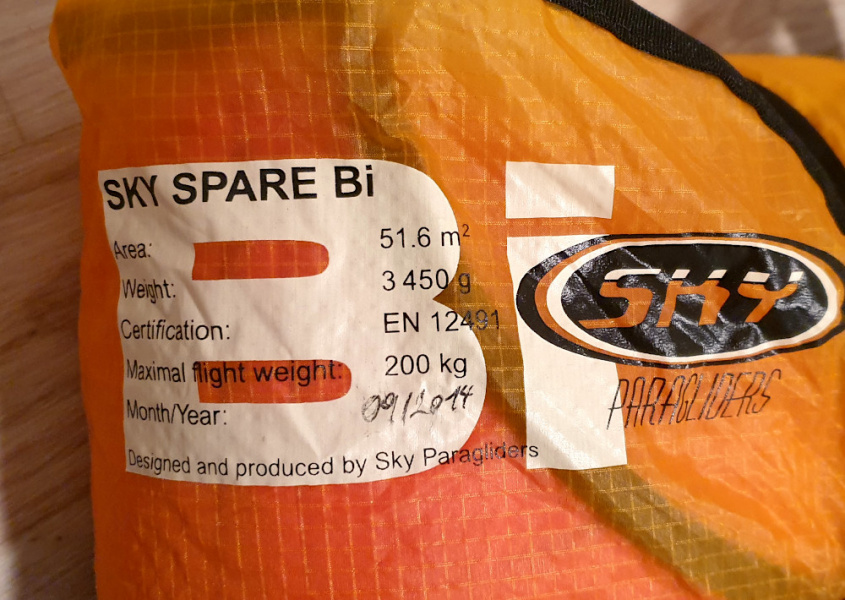 SKY SPARE Bi
Area: 51.6 m²
Weight: 3 450 g
Certification: EN 12491
Maximal flight weight: 200 kg
Month/Year: 09/2014
Designed and produced by Sky Paragliders
Bi
SKY
PARAGLIDERS